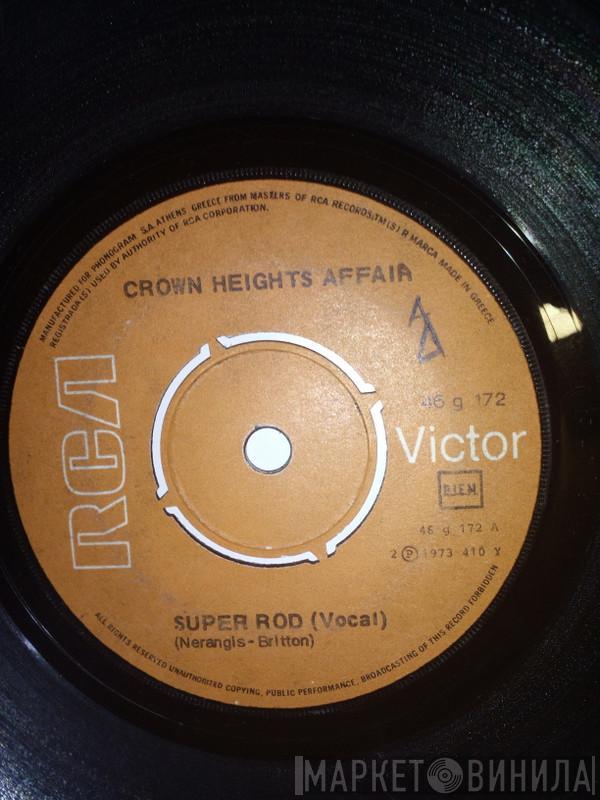 MANUFACTURED FOR PHONOGRAM S.A. ATHENS GREECE FROM MASTERS OF RCA RECORDS/TM(S)R MARCA MADE IN GREECE
REGISTRADA(S) USED BY AUTHORITY OF RCA CORPORATION.
CROWN HEIGHTS AFFAIR
46 g 172
RCA
Victor
BIEM
46 g 172 A
2 Ⓟ 1973 410 Y
SUPER ROD (Vocal)
(Nerangis-Britton)
ALL RIGHTS RESERVED UNAUTHORIZED COPYING, PUBLIC PERFORMANCE, BROADCASTING OF THIS RECORD FORBIDDEN
МАРКЕТ ВИНИЛА